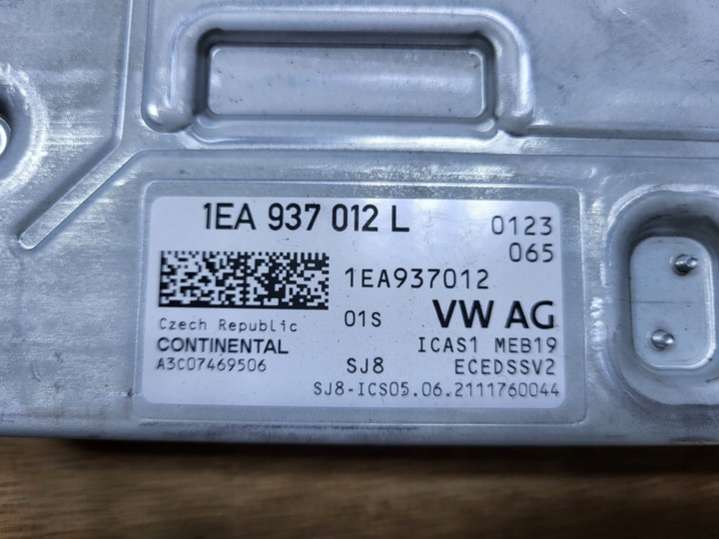 1EA 937 012 L 0123
065
1EA937012
01S VW AG
Czech Republic
CONTINENTAL ICAS1 MEB19
A3C07469506 SJ8 ECEDSSV2
SJ8-ICS05.06.2111760044